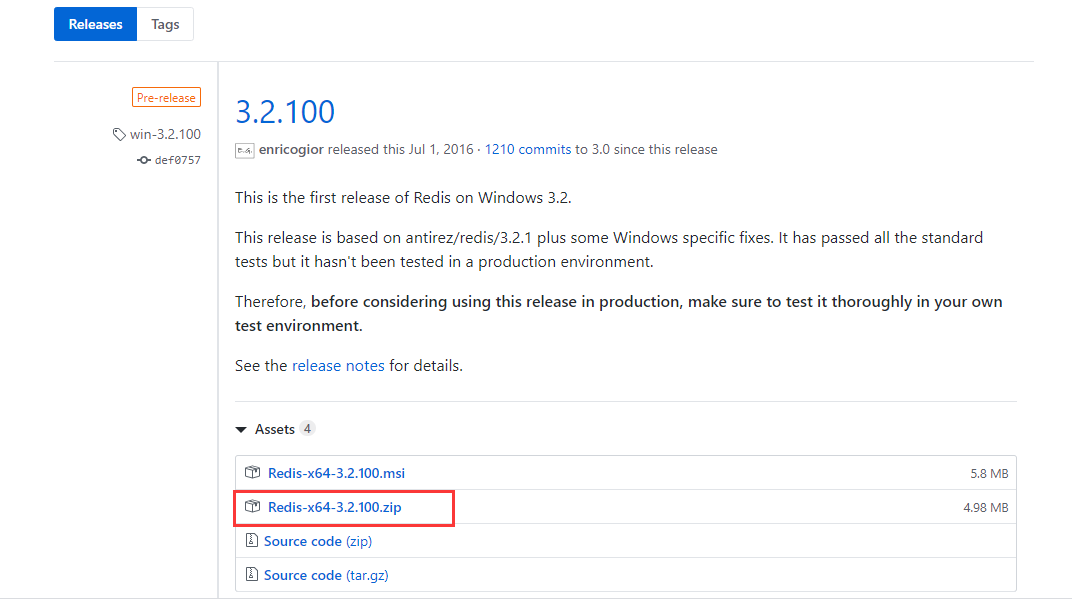 Releases Tags
Pre-release
win-3.2.100
def0757
3.2.100
enricogior released this Jul 1, 2016 · 1210 commits to 3.0 since this release
This is the first release of Redis on Windows 3.2.
This release is based on antirez/redis/3.2.1 plus some Windows specific fixes. It has passed all the standard
tests but it hasn't been tested in a production environment.
Therefore, before considering using this release in production, make sure to test it thoroughly in your own
test environment.
See the release notes for details.
Assets 4
Redis-x64-3.2.100.msi 5.8 MB
Redis-x64-3.2.100.zip 4.98 MB
Source code (zip)
Source code (tar.gz)